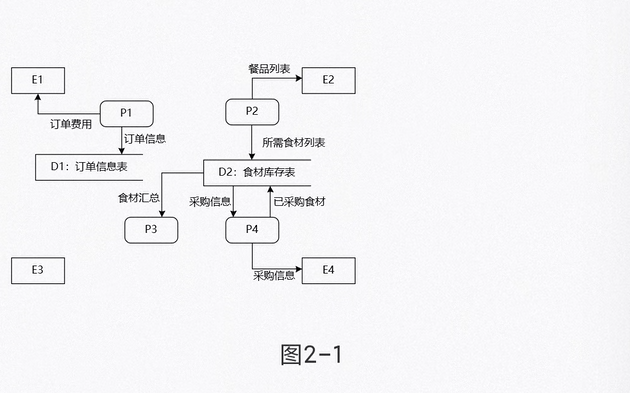 餐品列表
E1
E2
P1
P2
订单费用
订单信息
所需食材列表
D1：订单信息表
D2：食材库存表
食材汇总
采购信息
已采购食材
P3
P4
E3
采购信息
E4
图2-1